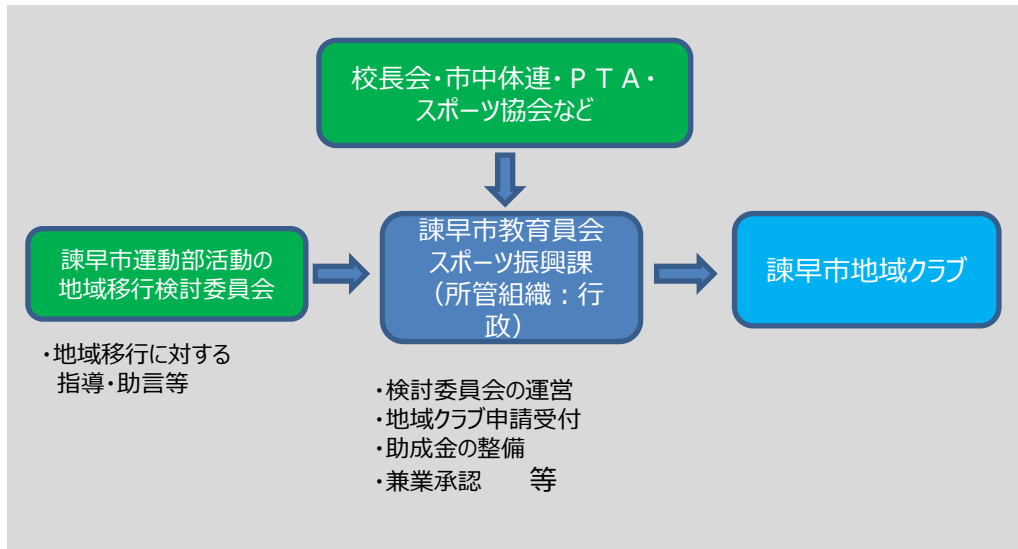 校長会・市中体連・ＰＴＡ・
スポーツ協会など
諫早市運動部活動の
地域移行検討委員会
・地域移行に対する
指導・助言等
諫早市教育員会
スポーツ振興課
（所管組織：行
政）
・検討委員会の運営
・地域クラブ申請受付
・助成金の整備
・兼業承認　　等
諫早市地域クラブ